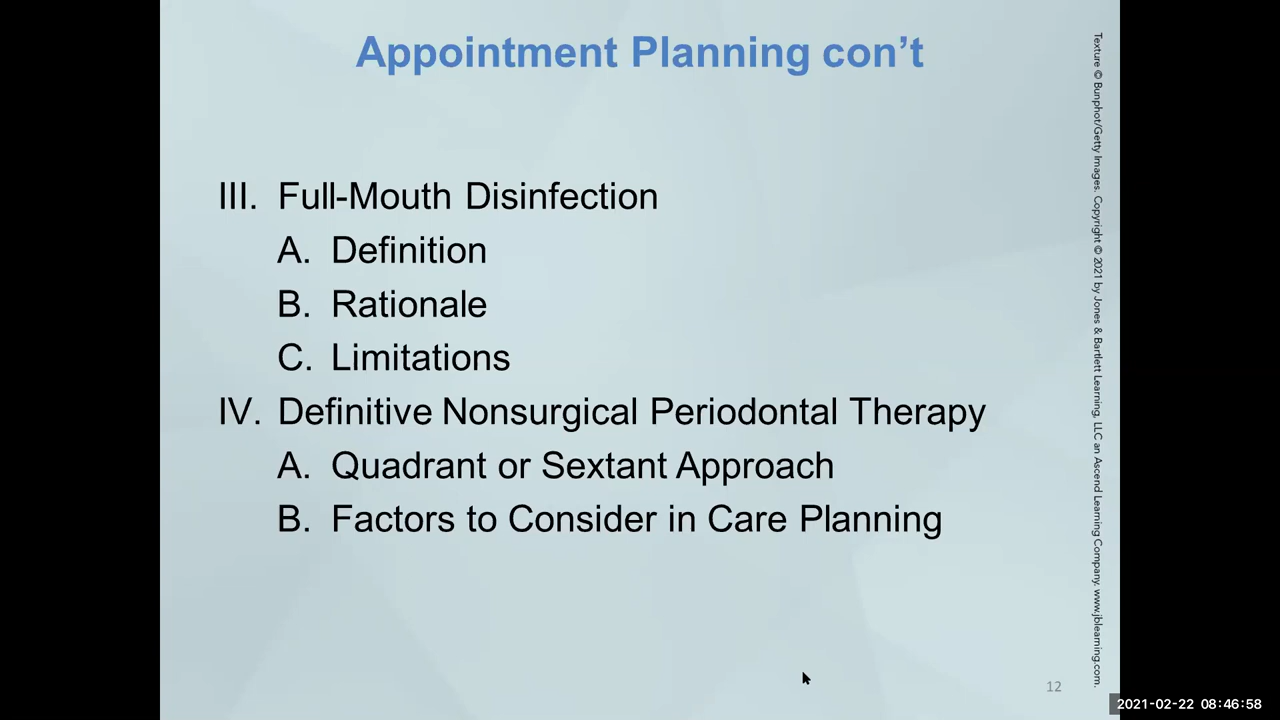 Appointment Planning con’t
III. Full-Mouth Disinfection
A. Definition
B. Rationale
C. Limitations
IV. Definitive Nonsurgical Periodontal Therapy
A. Quadrant or Sextant Approach
B. Factors to Consider in Care Planning
Texture © Bunphot/Getty Images. Copyright © 2021 by Jones & Bartlett Learning, LLC an Ascend Learning Company. www.jblearning.com.
12
2021-02-22 08:46:58